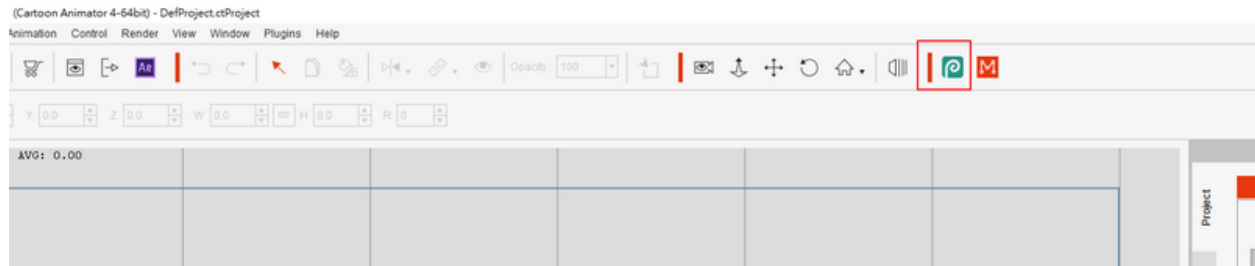 (Cartoon Animator 4-64bit) - DefProject.ctProject
Animation Control Render View Window Plugins Help
Ae Opacity: 100 M
Y 0.0 Z 0.0 W 0.0 H 0.0 R 0
AVG: 0.00
Project